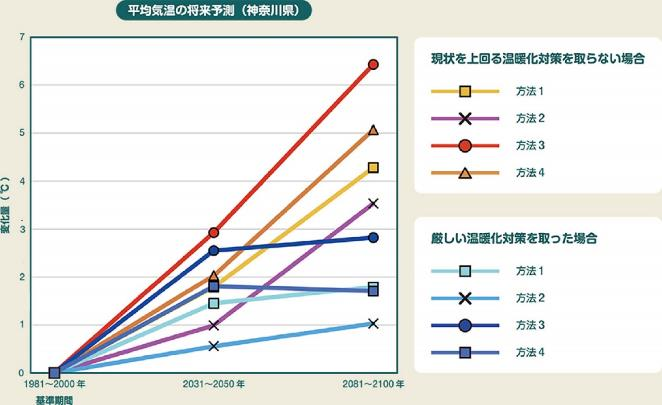 平均気温の将来予測（神奈川県）
変化量（℃）
7
6
5
4
3
2
1
0
1981～2000 年
2031～2050 年
2081～2100 年
基準期間
現状を上回る温暖化対策を取らない場合
方法 1
方法 2
方法 3
方法 4
厳しい温暖化対策を取った場合
方法 1
方法 2
方法 3
方法 4